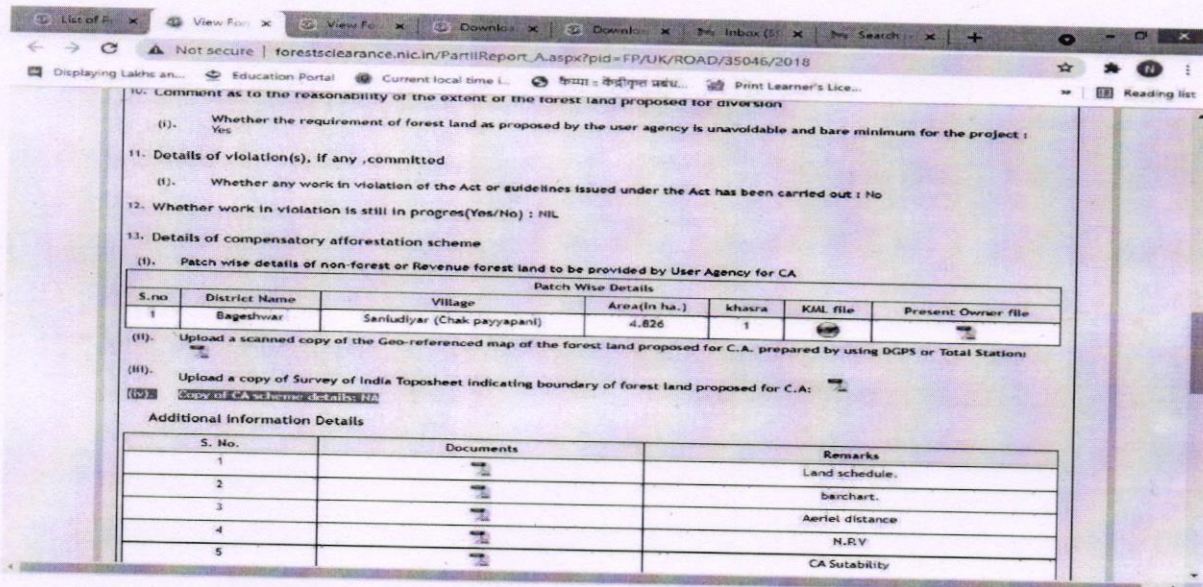 List of P
View For
View Fo
Downloa
Downloa
Inbox (5
Search
Not secure | forestsclearance.nic.in/PartIIReport_A.aspx?pid=FP/UK/ROAD/35046/2018
Displaying Lakhs an...
Education Portal
Current local time i...
कैम्पा - केंद्रीकृत प्रबंध...
Print Learner's Lice...
Reading list
10. Comment as to the reasonability of the extent of the forest land proposed for diversion
(i). Whether the requirement of forest land as proposed by the user agency is unavoidable and bare minimum for the project :
Yes
11. Details of violation(s), if any ,committed
(i). Whether any work in violation of the Act or guidelines issued under the Act has been carried out : No
12. Whether work in violation is still in progres(Yes/No) : NIL
13. Details of compensatory afforestation scheme
(i). Patch wise details of non-forest or Revenue forest land to be provided by User Agency for CA
Patch Wise Details
S.no District Name Village Area(in ha.) khasra KML file Present Owner file
1 Bageshwar Saniudiyar (Chak payyapani) 4.826 1
(ii). Upload a scanned copy of the Geo-referenced map of the forest land proposed for C.A. prepared by using DGPS or Total Station:
(iii). Upload a copy of Survey of India Toposheet indicating boundary of forest land proposed for C.A:
(iv). Copy of CA scheme details: NA
Additional information Details
S. No. Documents Remarks
1 Land schedule.
2 barchart.
3 Aeriel distance
4 N.P.V
5 CA Sutability